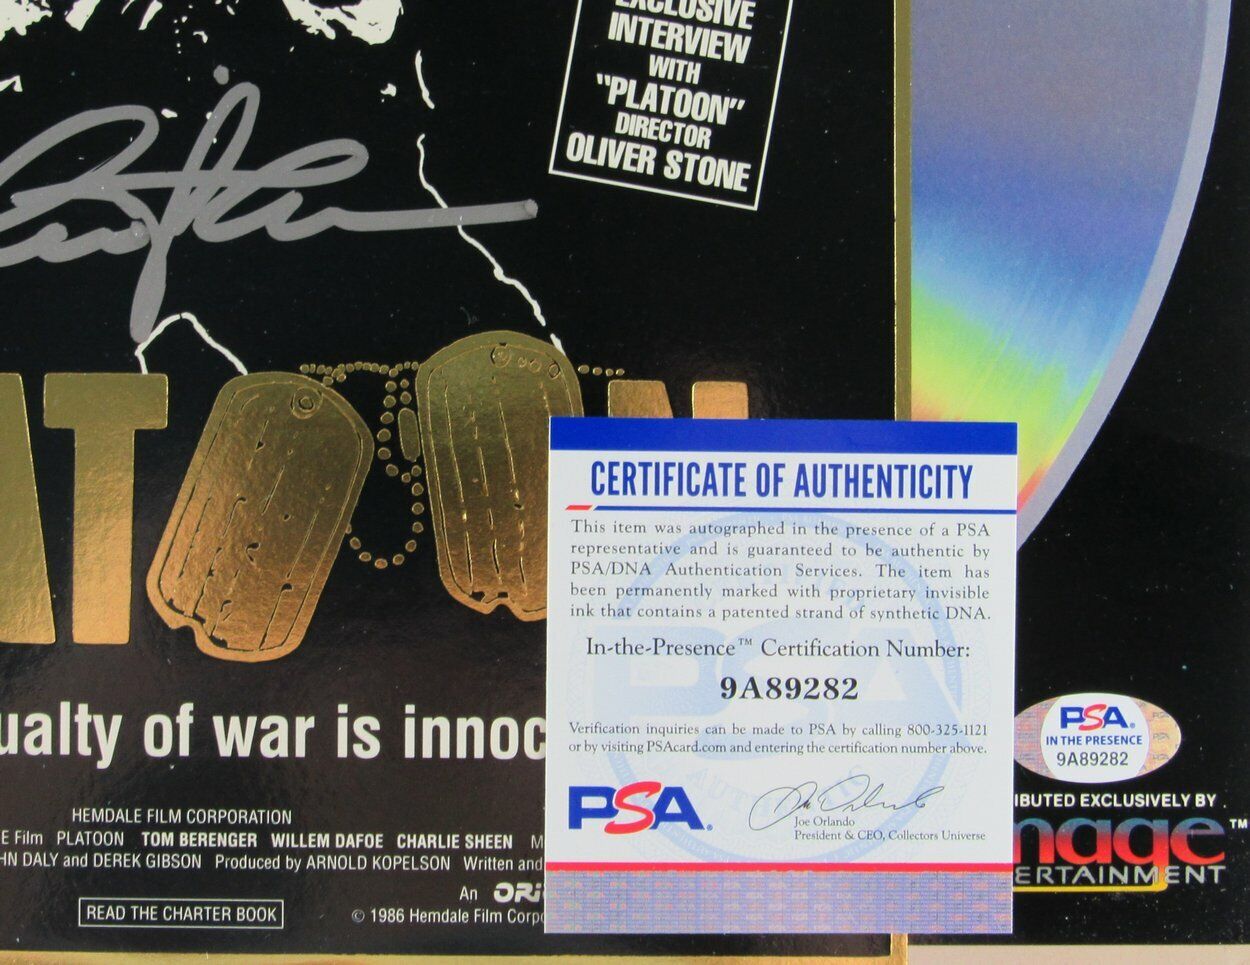 EXCLUSIVE
INTERVIEW
WITH
"PLATOON"
DIRECTOR
OLIVER STONE
CERTIFICATE OF AUTHENTICITY
This item was autographed in the presence of a PSA
representative and is guaranteed to be authentic by
PSA/DNA Authentication Services. The item has
been permanently marked with proprietary invisible
ink that contains a patented strand of synthetic DNA.
In-the-Presence™ Certification Number:
9A89282
Verification inquiries can be made to PSA by calling 800-325-1121
or by visiting PSAcard.com and entering the certification number above.
PSA.
Joe Orlando
President & CEO, Collectors Universe
PSA.
IN THE PRESENCE
9A89282
IBUTED EXCLUSIVELY BY
mage™
ERTAINMENT
ATOON
ualty of war is innoc
HEMDALE FILM CORPORATION
E Film PLATOON TOM BERENGER WILLEM DAFOE CHARLIE SHEEN M
HN DALY and DEREK GIBSON Produced by ARNOLD KOPELSON Written and
An ORI
READ THE CHARTER BOOK
© 1986 Hemdale Film Corpo